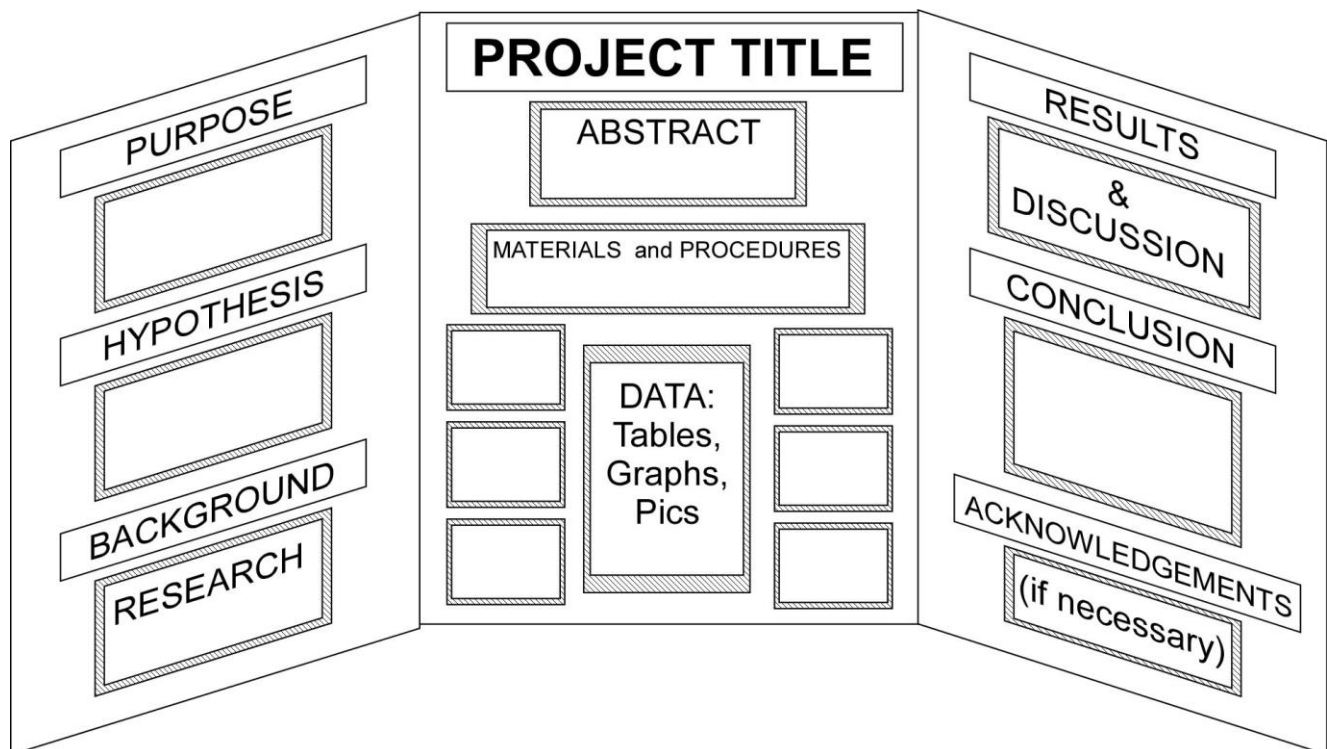 PURPOSE
HYPOTHESIS
BACKGROUND
RESEARCH
PROJECT TITLE
ABSTRACT
MATERIALS and PROCEDURES
DATA:
Tables,
Graphs,
Pics
RESULTS
&
DISCUSSION
CONCLUSION
ACKNOWLEDGEMENTS
(if necessary)